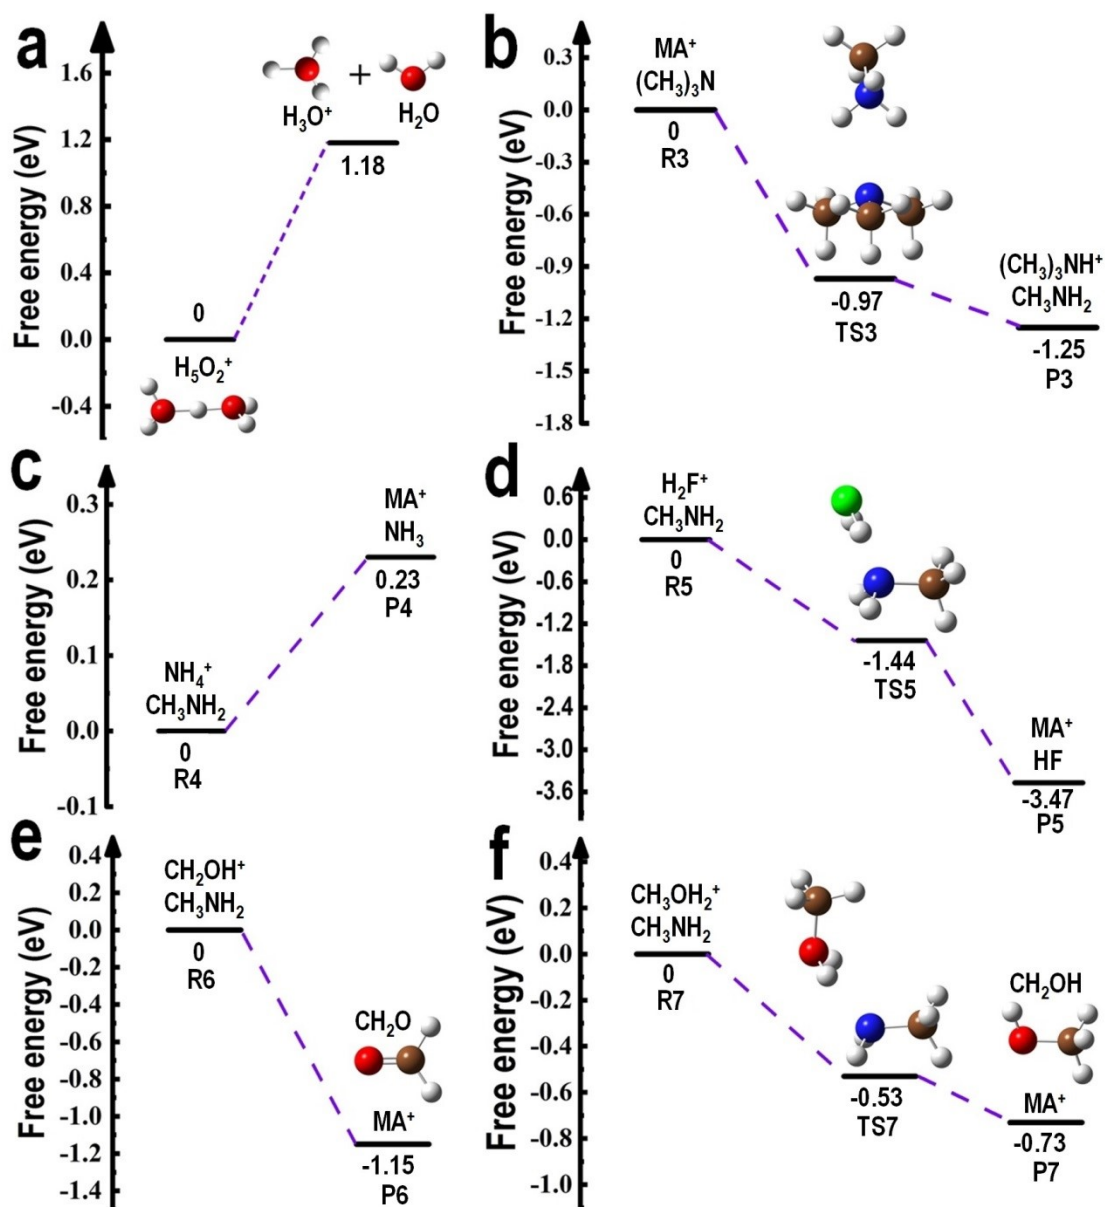 a
Free energy (eV)
1.6
1.2
0.8
0.4
0.0
-0.4
H₃O⁺
+
H₂O
1.18
0
H₅O₂⁺
b
Free energy (eV)
0.3
0.0
-0.3
-0.6
-0.9
-1.2
-1.5
-1.8
MA⁺
(CH₃)₃N
0
R3
-0.97
TS3
(CH₃)₃NH⁺
CH₃NH₂
-1.25
P3
c
Free energy (eV)
0.3
0.2
0.1
0.0
-0.1
MA⁺
NH₃
0.23
P4
NH₄⁺
CH₃NH₂
0
R4
d
Free energy (eV)
0.6
0.0
-0.6
-1.2
-1.8
-2.4
-3.0
-3.6
H₂F⁺
CH₃NH₂
0
R5
-1.44
TS5
MA⁺
HF
-3.47
P5
e
Free energy (eV)
0.4
0.2
0.0
-0.2
-0.4
-0.6
-0.8
-1.0
-1.2
-1.4
CH₂OH⁺
CH₃NH₂
0
R6
CH₂O
MA⁺
-1.15
P6
f
Free energy (eV)
0.4
0.2
0.0
-0.2
-0.4
-0.6
-0.8
-1.0
CH₃OH₂⁺
CH₃NH₂
0
R7
-0.53
TS7
CH₂OH
MA⁺
-0.73
P7